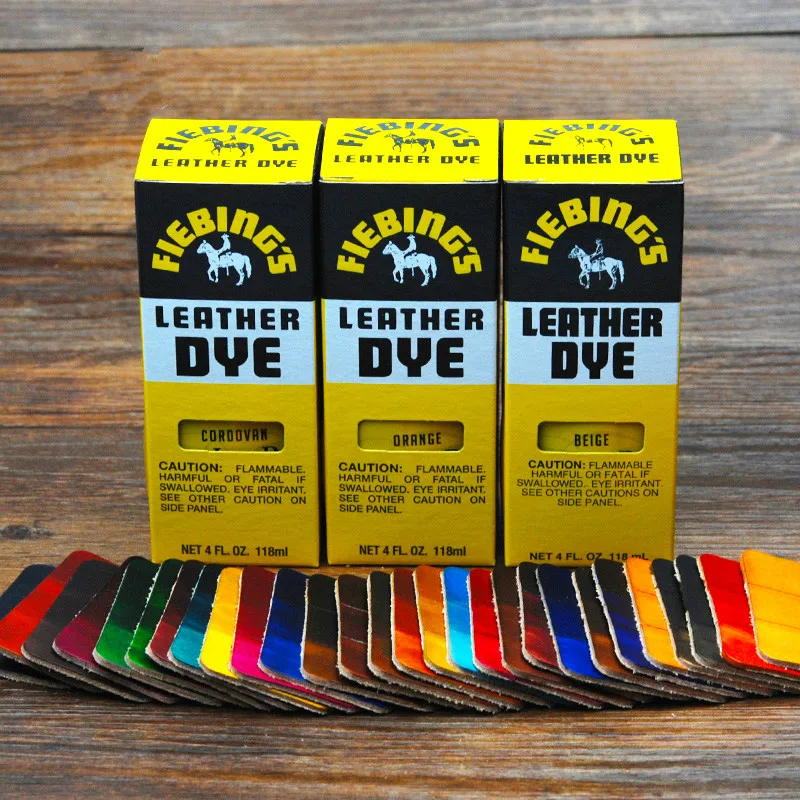 FIEBING'S
LEATHER DYE
FIEBING'S
LEATHER
DYE
CORDOVAN
CAUTION: FLAMMABLE.
HARMFUL OR FATAL IF
SWALLOWED. EYE IRRITANT.
SEE OTHER CAUTION ON
SIDE PANEL.
NET 4 FL. OZ. 118ml
FIEBING'S
LEATHER DYE
FIEBING'S
LEATHER
DYE
ORANGE
CAUTION: FLAMMABLE.
HARMFUL OR FATAL IF
SWALLOWED. EYE IRRITANT.
SEE OTHER CAUTION ON
SIDE PANEL.
NET 4 FL. OZ. 118ml
FIEBING'S
LEATHER DYE
FIEBING'S
LEATHER
DYE
BEIGE
CAUTION: FLAMMABLE
HARMFUL OR FATAL IF
SWALLOWED. EYE IRRITANT.
SEE OTHER CAUTIONS ON
SIDE PANEL.
NET 4 FL. OZ. 118 mL